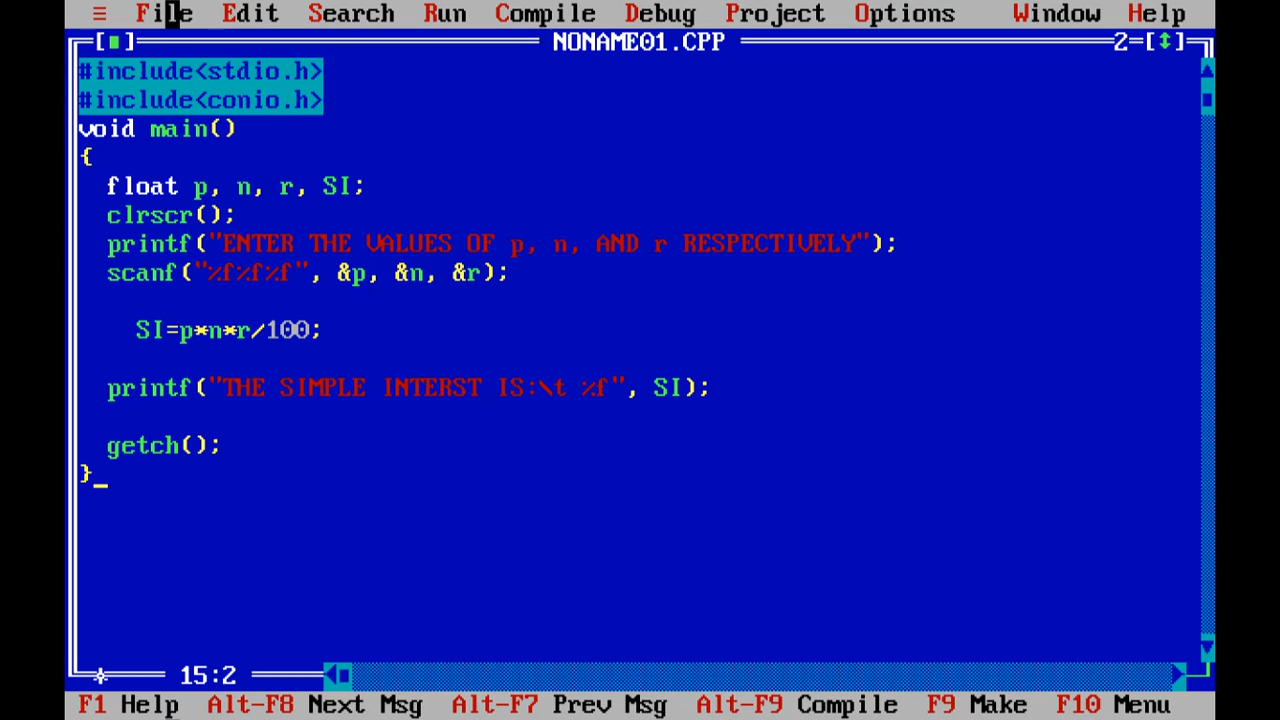 ≡ File Edit Search Run Compile Debug Project Options Window Help
[■] NONAME01.CPP 2=[↕]
#include<stdio.h>
#include<conio.h>
void main()
{
float p, n, r, SI;
clrscr();
printf("ENTER THE VALUES OF p, n, AND r RESPECTIVELY");
scanf("%f%f%f", &p, &n, &r);
SI=p*n*r/100;
printf("THE SIMPLE INTERST IS:\t %f", SI);
getch();
}_
15:2
F1 Help Alt-F8 Next Msg Alt-F7 Prev Msg Alt-F9 Compile F9 Make F10 Menu